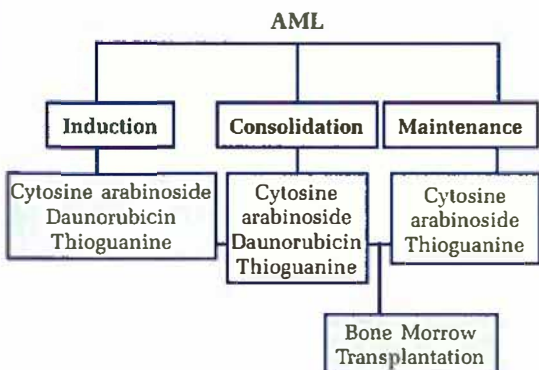 AML
Induction
Consolidation
Maintenance
Cytosine arabinoside
Daunorubicin
Thioguanine
Cytosine
arabinoside
Daunorubicin
Thioguanine
Cytosine
arabinoside
Thioguanine
Bone Morrow
Transplantation